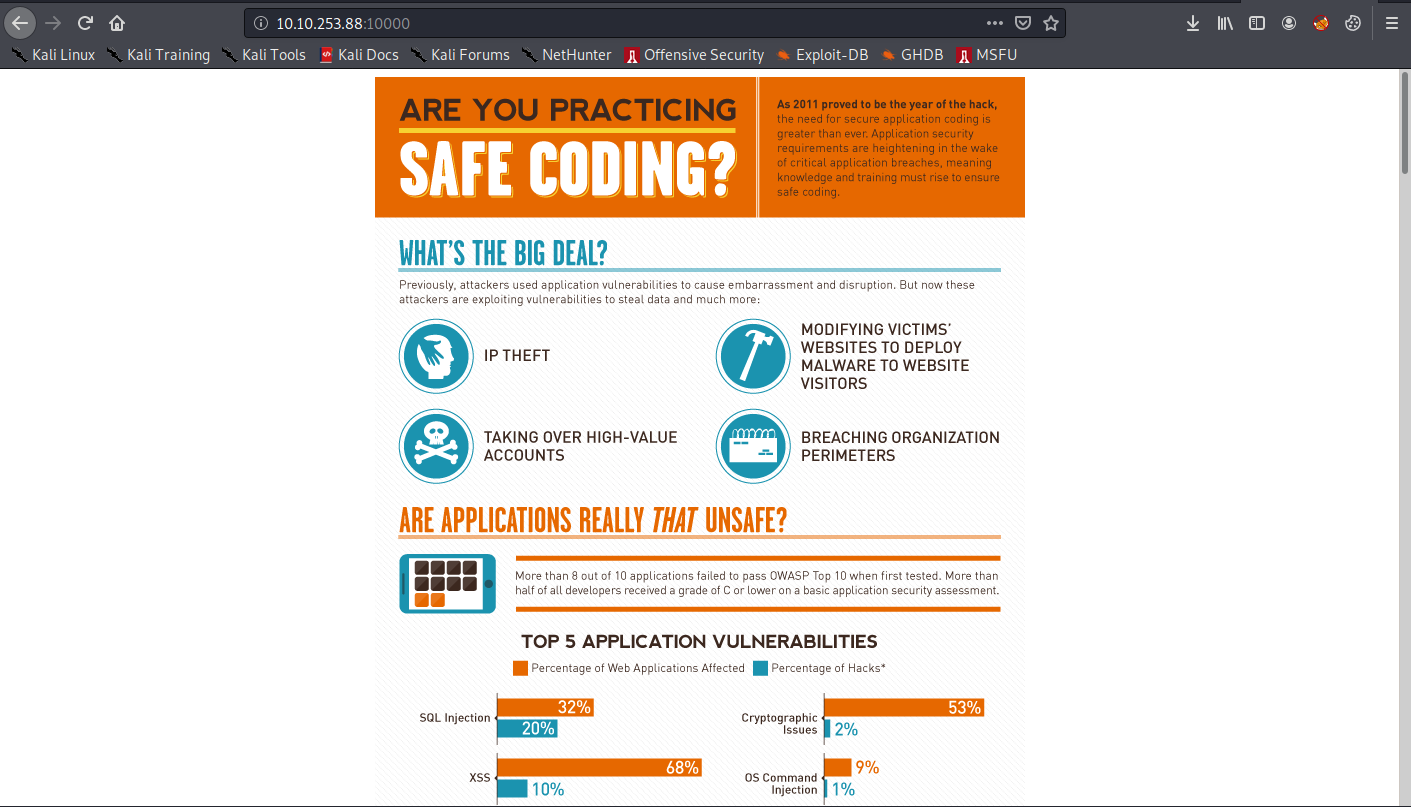 10.10.253.88:10000
Kali Linux Kali Training Kali Tools Kali Docs Kali Forums NetHunter Offensive Security Exploit-DB GHDB MSFU
ARE YOU PRACTICING
SAFE CODING?
As 2011 proved to be the year of the hack,
the need for secure application coding is
greater than ever. Application security
requirements are heightening in the wake
of critical application breaches, meaning
knowledge and training must rise to ensure
safe coding.
WHAT'S THE BIG DEAL?
Previously, attackers used application vulnerabilities to cause embarrassment and disruption. But now these
attackers are exploiting vulnerabilities to steal data and much more:
IP THEFT
MODIFYING VICTIMS'
WEBSITES TO DEPLOY
MALWARE TO WEBSITE
VISITORS
TAKING OVER HIGH-VALUE
ACCOUNTS
BREACHING ORGANIZATION
PERIMETERS
ARE APPLICATIONS REALLY THAT UNSAFE?
More than 8 out of 10 applications failed to pass OWASP Top 10 when first tested. More than
half of all developers received a grade of C or lower on a basic application security assessment.
TOP 5 APPLICATION VULNERABILITIES
Percentage of Web Applications Affected Percentage of Hacks*
SQL Injection
32%
20%
Cryptographic
Issues
53%
2%
XSS
68%
10%
OS Command
Injection
9%
1%